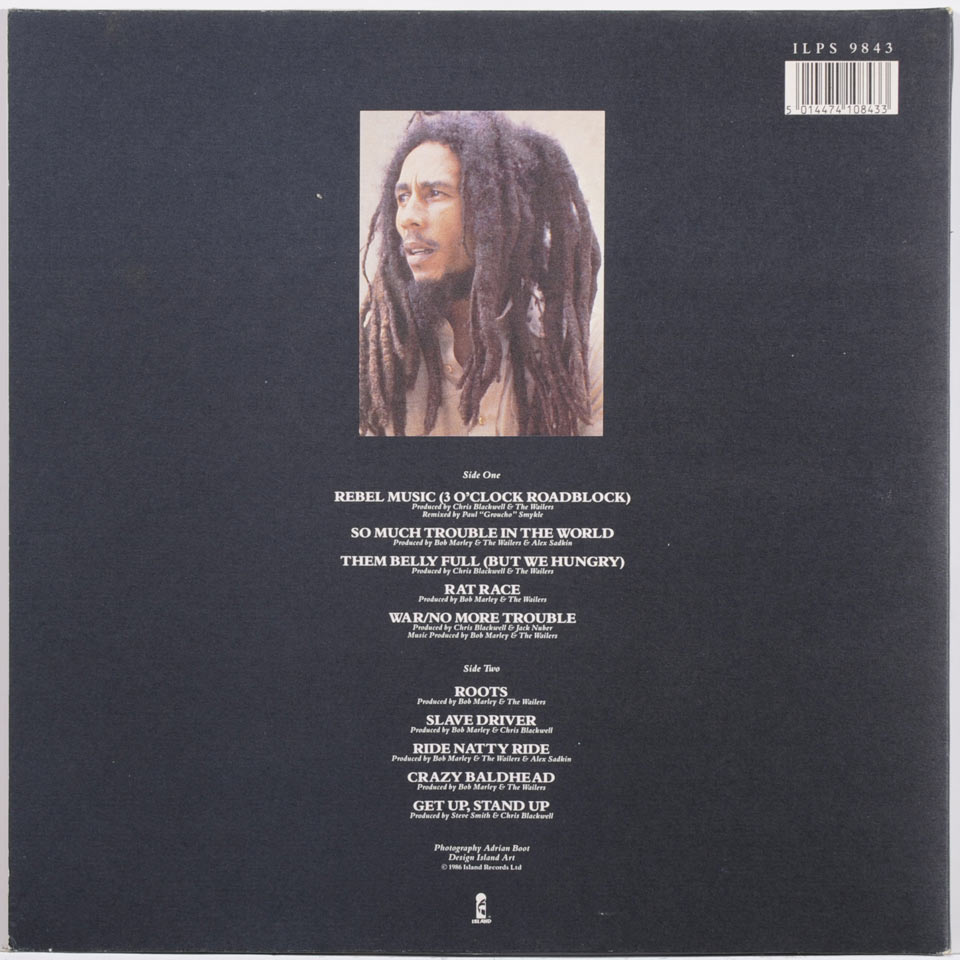 ILPS 9843
5 014474 108433
Side One
REBEL MUSIC (3 O'CLOCK ROADBLOCK)
Produced by Chris Blackwell & The Wailers
Remixed by Paul "Groucho" Smykle
SO MUCH TROUBLE IN THE WORLD
Produced by Bob Marley & The Wailers & Alex Sadkin
THEM BELLY FULL (BUT WE HUNGRY)
Produced by Chris Blackwell & The Wailers
RAT RACE
Produced by Bob Marley & The Wailers
WAR/NO MORE TROUBLE
Produced by Chris Blackwell & Jack Nuber
Music Produced by Bob Marley & The Wailers
Side Two
ROOTS
Produced by Bob Marley & The Wailers
SLAVE DRIVER
Produced by Bob Marley & Chris Blackwell
RIDE NATTY RIDE
Produced by Bob Marley & The Wailers & Alex Sadkin
CRAZY BALDHEAD
Produced by Bob Marley & The Wailers
GET UP, STAND UP
Produced by Steve Smith & Chris Blackwell
Photography Adrian Boot
Design Island Art
© 1986 Island Records Ltd
ISLAND